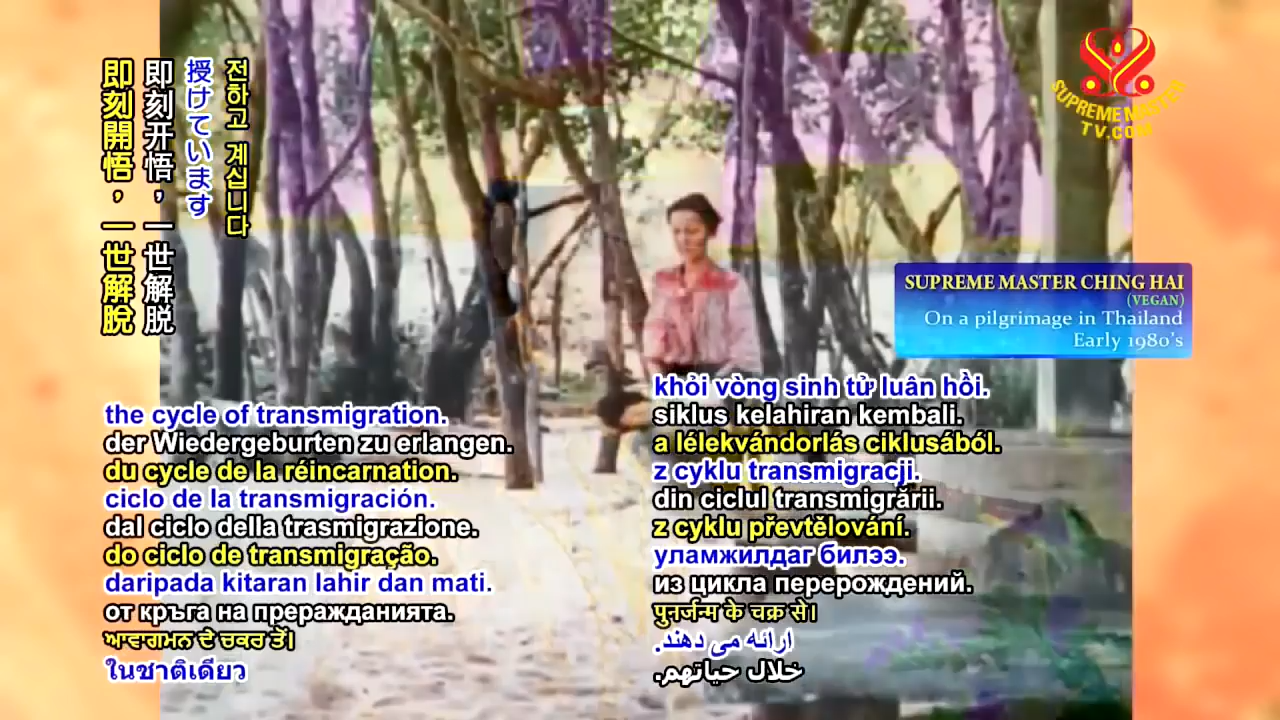 전하고 계십니다
授けています
即刻开悟，一世解脱
即刻開悟，一世解脫
SUPREME MASTER
TV.COM
SUPREME MASTER CHING HAI
(VEGAN)
On a pilgrimage in Thailand
Early 1980's
the cycle of transmigration.
der Wiedergeburten zu erlangen.
du cycle de la réincarnation.
ciclo de la transmigración.
dal ciclo della trasmigrazione.
do ciclo de transmigração.
daripada kitaran lahir dan mati.
от кръга на преражданията.
ਆਵਾਗਮਨ ਦੇ ਚਕਰ ਤੋਂ।
ในชาติเดียว
khỏi vòng sinh tử luân hồi.
siklus kelahiran kembali.
a lélekvándorlás ciklusából.
z cyklu transmigracji.
din ciclul transmigrării.
z cyklu převtělování.
уламжилдаг билээ.
из цикла перерождений.
पुनर्जन्म के चक्र से।
ارائه می دهند.
خلال حياتهم.